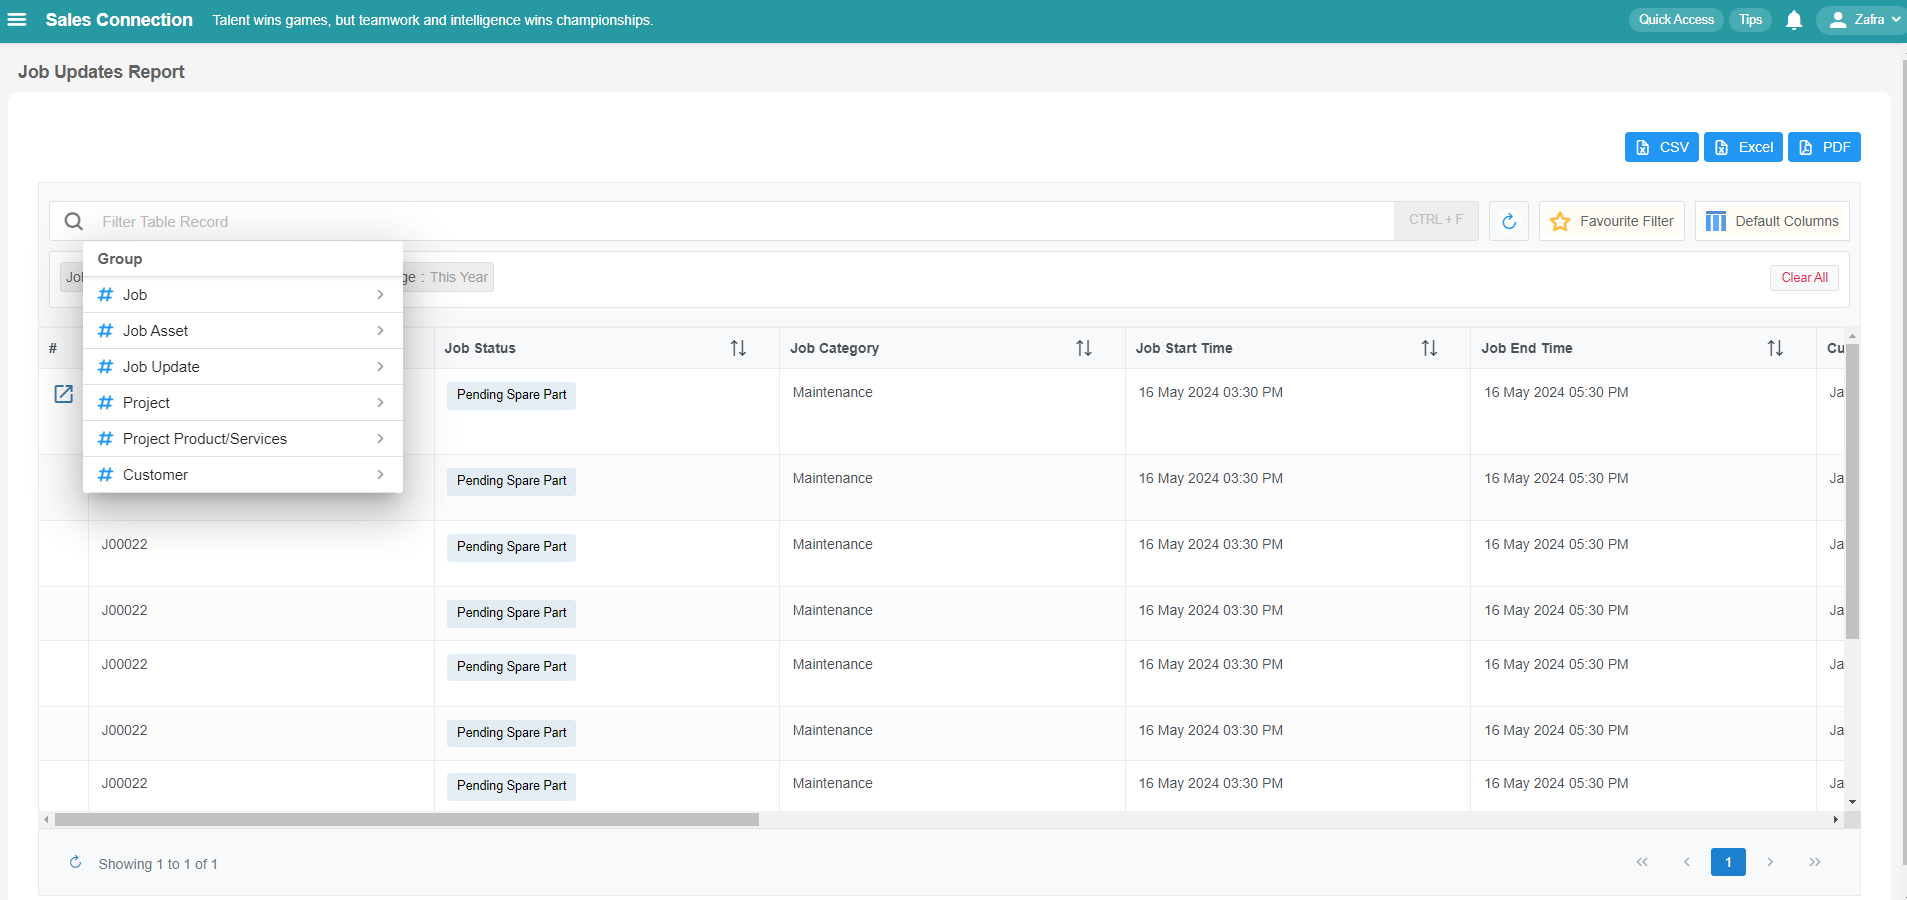 Sales Connection Talent wins games, but teamwork and intelligence wins championships. Quick Access Tips Zafra
Job Updates Report
CSV Excel PDF
Filter Table Record CTRL + F Favourite Filter Default Columns
Group
: This Year Clear All
Job
Job Asset
Job Update
Project
Project Product/Services
Customer
# Job Status Job Category Job Start Time Job End Time Cu
Pending Spare Part Maintenance 16 May 2024 03:30 PM 16 May 2024 05:30 PM Ja
Pending Spare Part Maintenance 16 May 2024 03:30 PM 16 May 2024 05:30 PM Ja
J00022 Pending Spare Part Maintenance 16 May 2024 03:30 PM 16 May 2024 05:30 PM Ja
J00022 Pending Spare Part Maintenance 16 May 2024 03:30 PM 16 May 2024 05:30 PM Ja
J00022 Pending Spare Part Maintenance 16 May 2024 03:30 PM 16 May 2024 05:30 PM Ja
J00022 Pending Spare Part Maintenance 16 May 2024 03:30 PM 16 May 2024 05:30 PM Ja
J00022 Pending Spare Part Maintenance 16 May 2024 03:30 PM 16 May 2024 05:30 PM Ja
Showing 1 to 1 of 1 « ‹ 1 › »